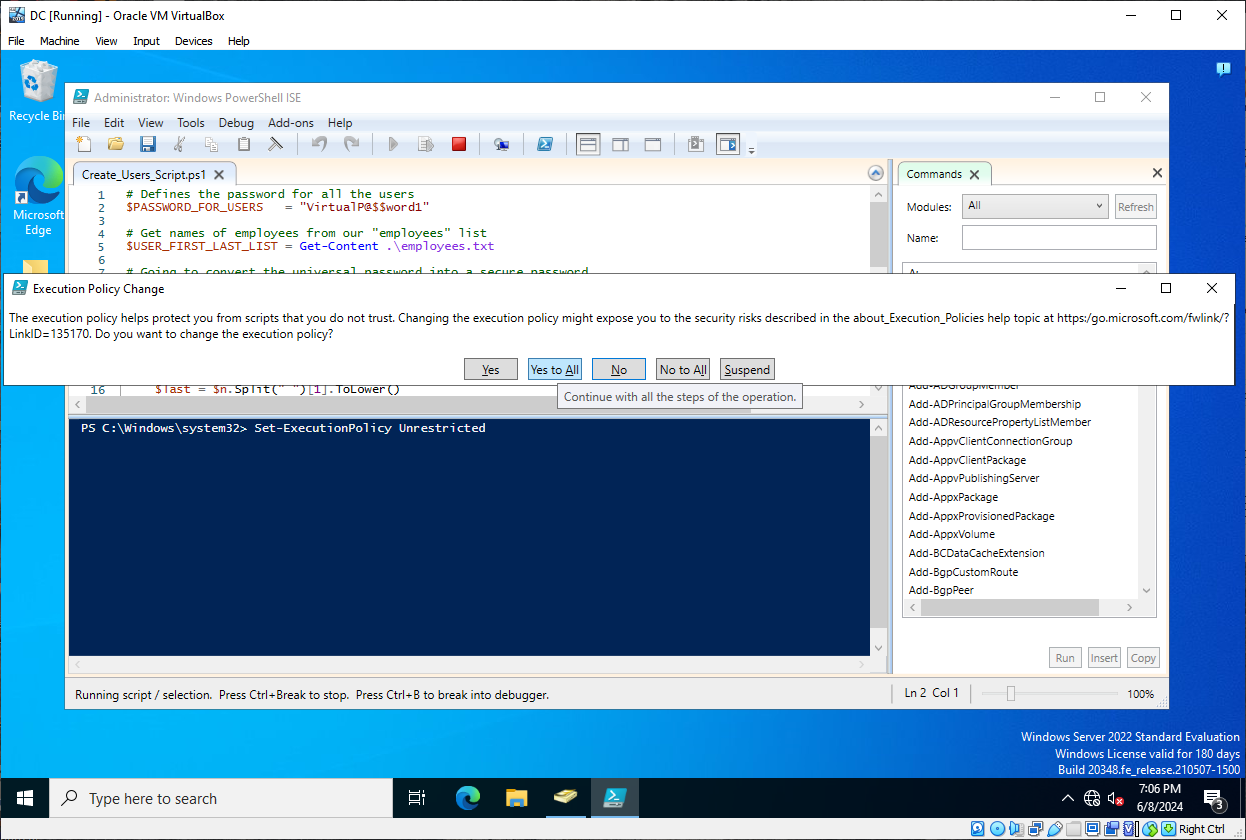 DC [Running] - Oracle VM VirtualBox
File Machine View Input Devices Help
Recycle Bin
Microsoft
Edge
Administrator: Windows PowerShell ISE
File Edit View Tools Debug Add-ons Help
Create_Users_Script.ps1
1 # Defines the password for all the users
2 $PASSWORD_FOR_USERS = "VirtualP@$$word1"
3
4 # Get names of employees from our "employees" list
5 $USER_FIRST_LAST_LIST = Get-Content .\employees.txt
6
7 # Going to convert the universal password into a secure password
Commands
Modules: All Refresh
Name:
Execution Policy Change
The execution policy helps protect you from scripts that you do not trust. Changing the execution policy might expose you to the security risks described in the about_Execution_Policies help topic at https:/go.microsoft.com/fwlink/?
LinkID=135170. Do you want to change the execution policy?
Yes Yes to All No No to All Suspend
Continue with all the steps of the operation.
16 $last = $n.Split(" ")[1].ToLower()
PS C:\Windows\system32> Set-ExecutionPolicy Unrestricted
Add-ADGroupMember
Add-ADPrincipalGroupMembership
Add-ADResourcePropertyListMember
Add-AppvClientConnectionGroup
Add-AppvClientPackage
Add-AppvPublishingServer
Add-AppxPackage
Add-AppxProvisionedPackage
Add-AppxVolume
Add-BCDataCacheExtension
Add-BgpCustomRoute
Add-BgpPeer
Run Insert Copy
Running script / selection. Press Ctrl+Break to stop. Press Ctrl+B to break into debugger.
Ln 2 Col 1 100%
Windows Server 2022 Standard Evaluation
Windows License valid for 180 days
Build 20348.fe_release.210507-1500
Type here to search
7:06 PM
6/8/2024
3
Right Ctrl